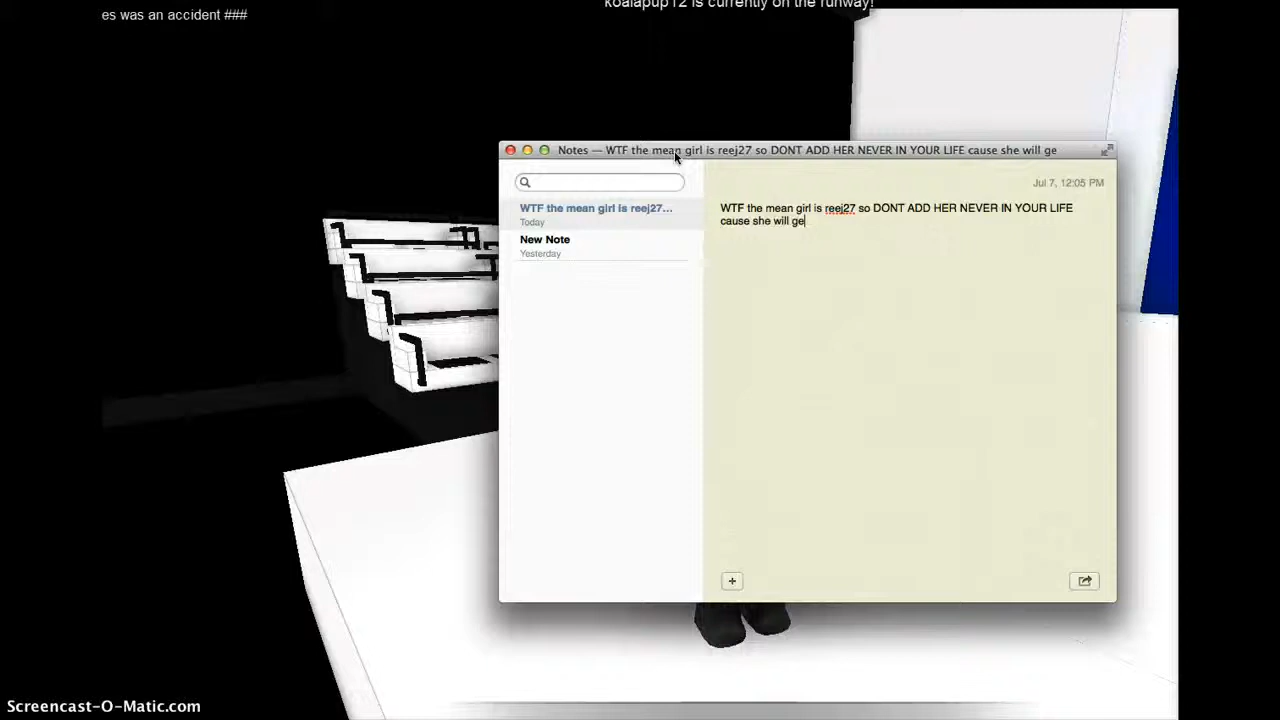 es was an accident ###
koalapup12 is currently on the runway!
Notes — WTF the mean girl is reej27 so DONT ADD HER NEVER IN YOUR LIFE cause she will ge
Jul 7, 12:05 PM
WTF the mean girl is reej27...
Today
New Note
Yesterday
WTF the mean girl is reej27 so DONT ADD HER NEVER IN YOUR LIFE
cause she will ge
Screencast-O-Matic.com